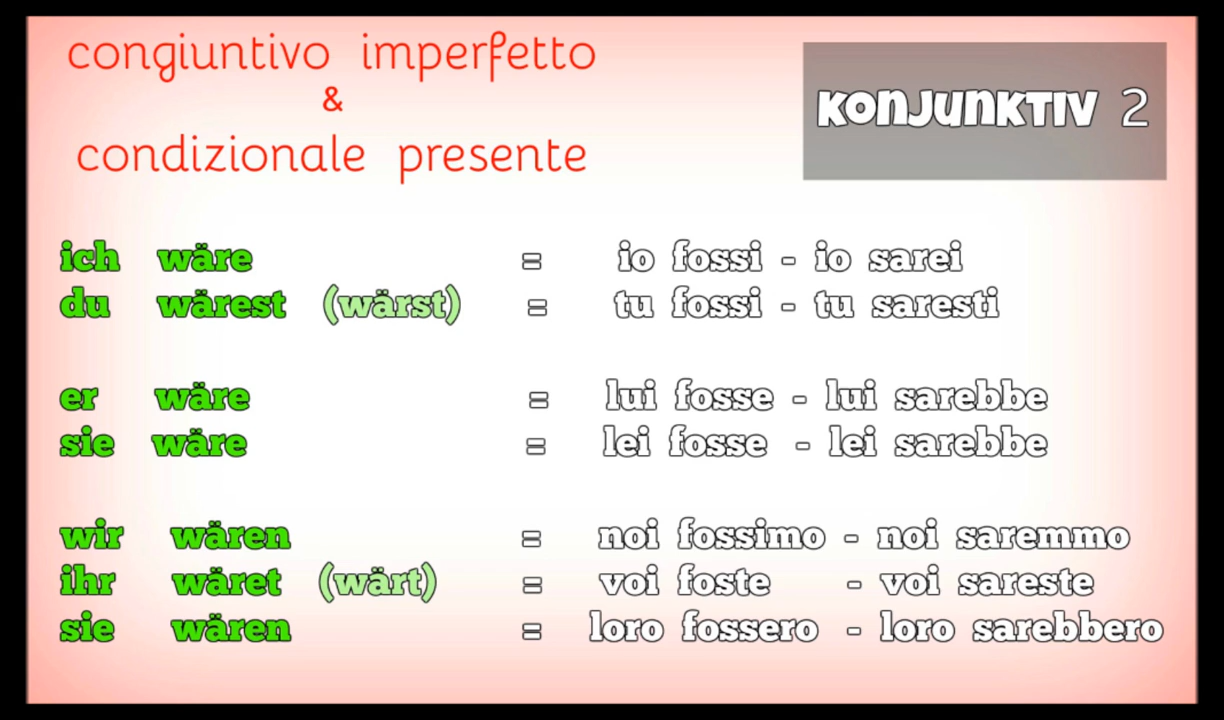 congiuntivo imperfetto
&
condizionale presente
KONJUNKTIV 2
ich wäre = io fossi - io sarei
du wärest (wärst) = tu fossi - tu saresti
er wäre = lui fosse - lui sarebbe
sie wäre = lei fosse - lei sarebbe
wir wären = noi fossimo - noi saremmo
ihr wäret (wärt) = voi foste - voi sareste
sie wären = loro fossero - loro sarebbero